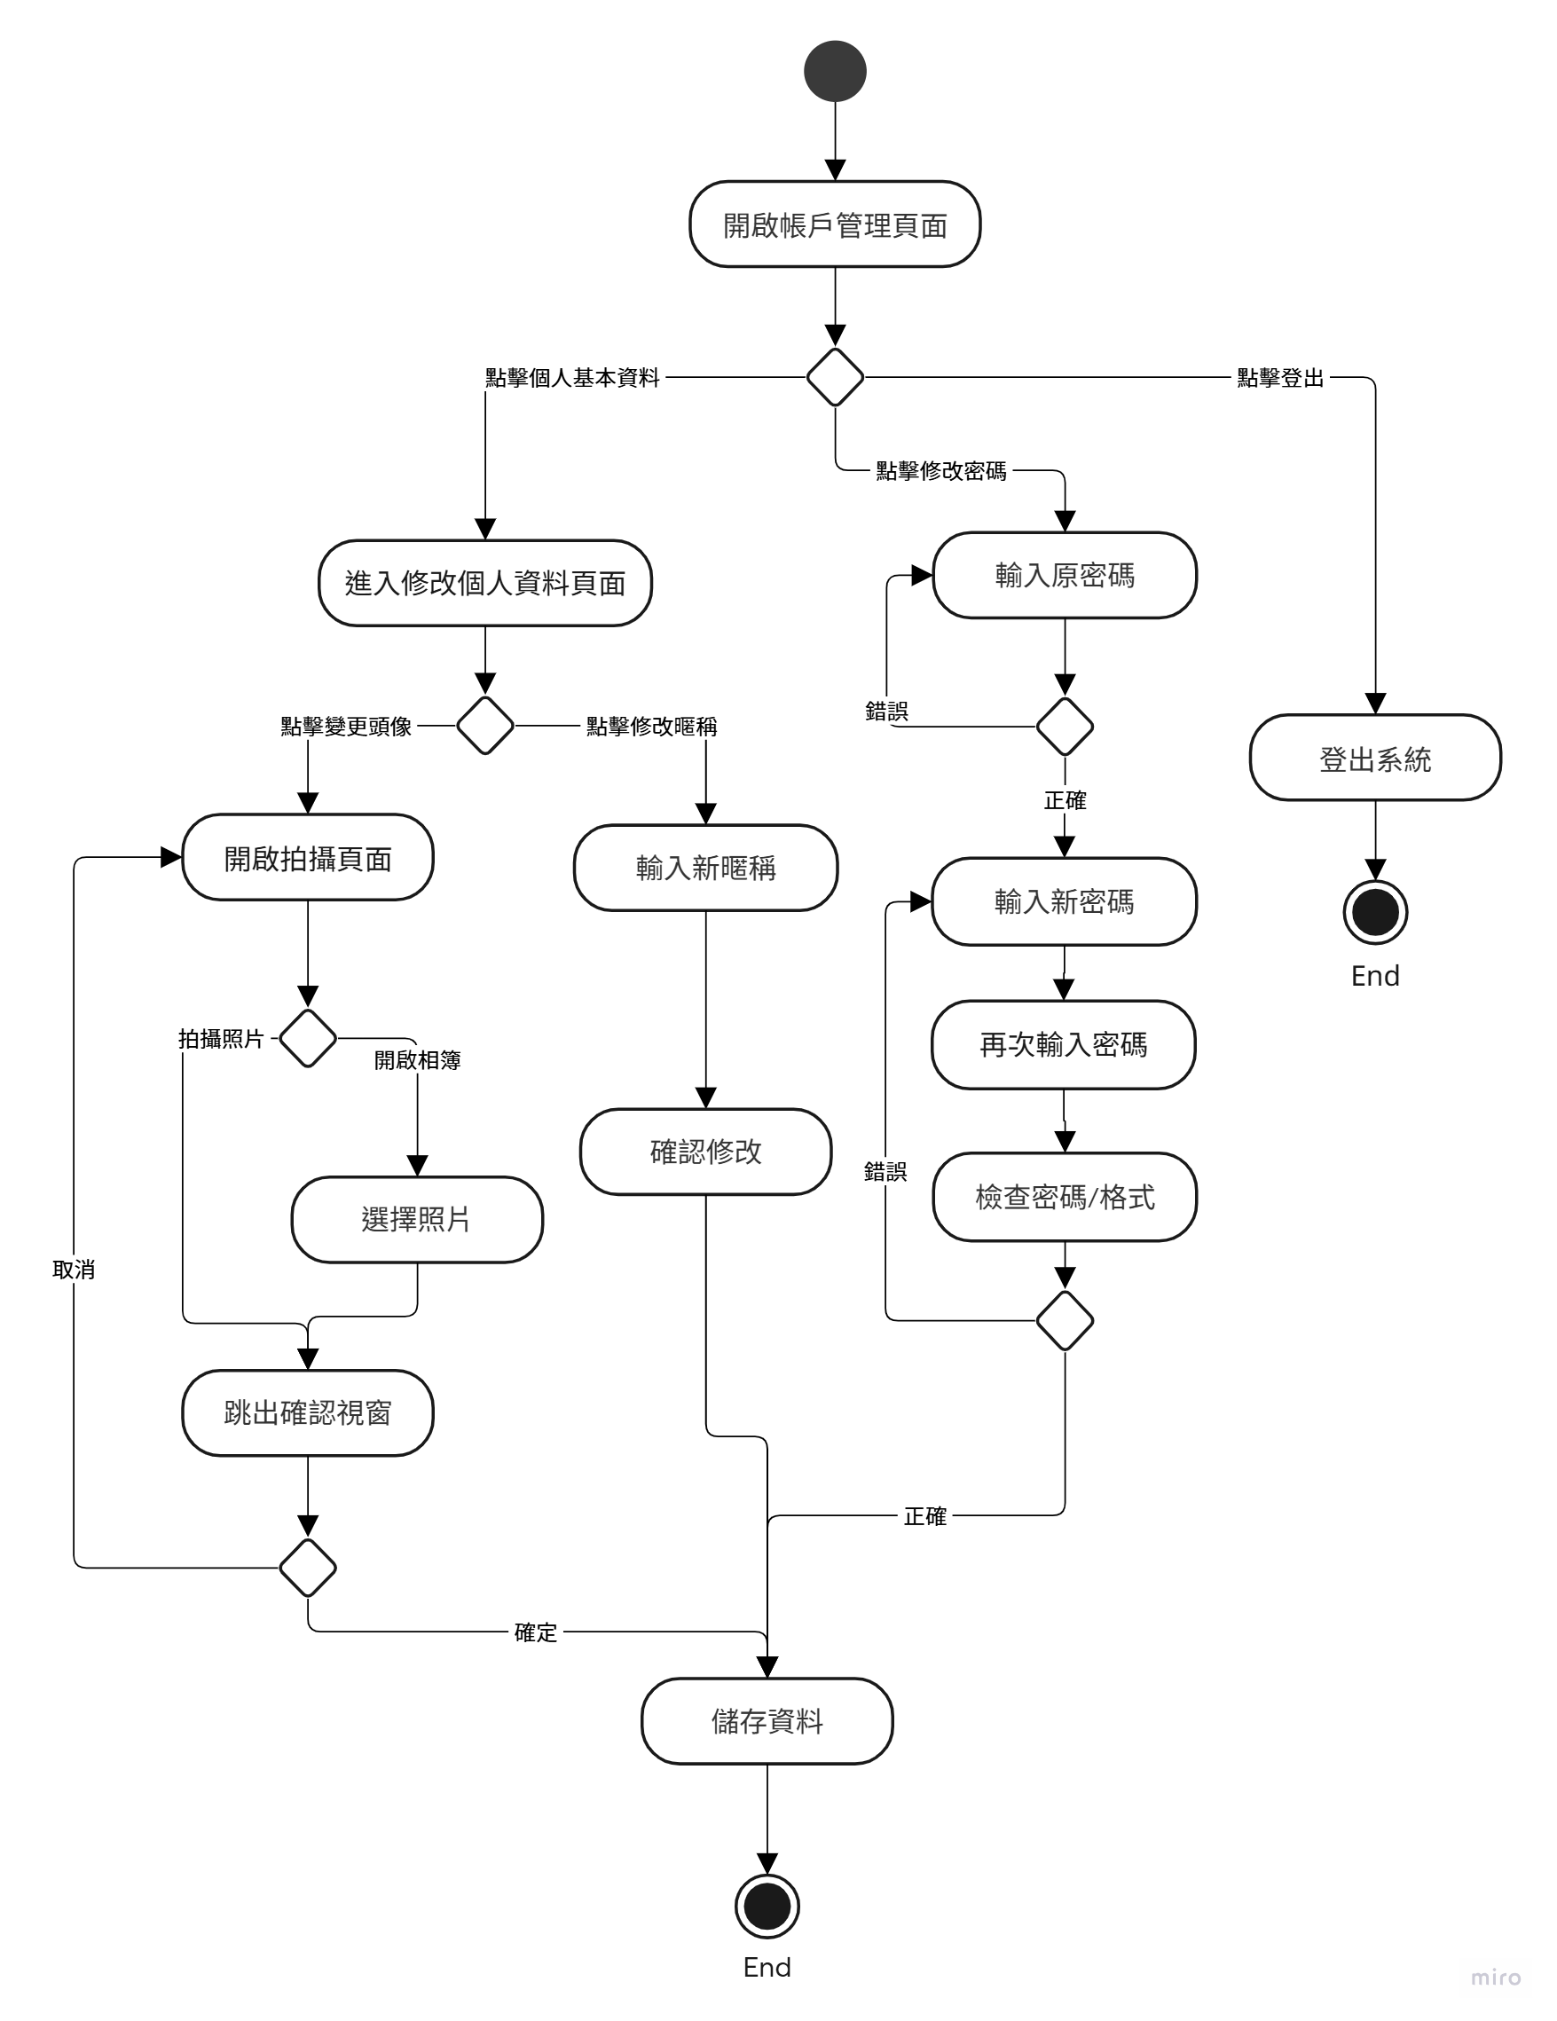 開啟帳戶管理頁面
點擊個人基本資料
點擊登出
點擊修改密碼
進入修改個人資料頁面
輸入原密碼
錯誤
點擊變更頭像
點擊修改暱稱
登出系統
正確
開啟拍攝頁面
輸入新暱稱
輸入新密碼
End
拍攝照片
開啟相簿
再次輸入密碼
確認修改
錯誤
檢查密碼/格式
選擇照片
取消
跳出確認視窗
正確
確定
儲存資料
End
miro